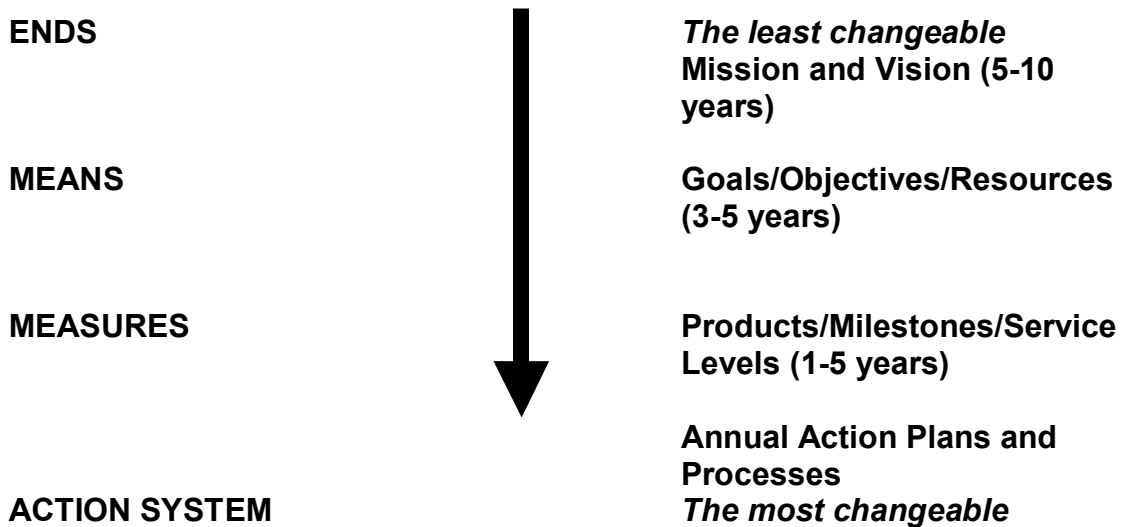 ENDS
The least changeable
Mission and Vision (5-10
years)
MEANS
Goals/Objectives/Resources
(3-5 years)
MEASURES
Products/Milestones/Service
Levels (1-5 years)
Annual Action Plans and
Processes
ACTION SYSTEM
The most changeable